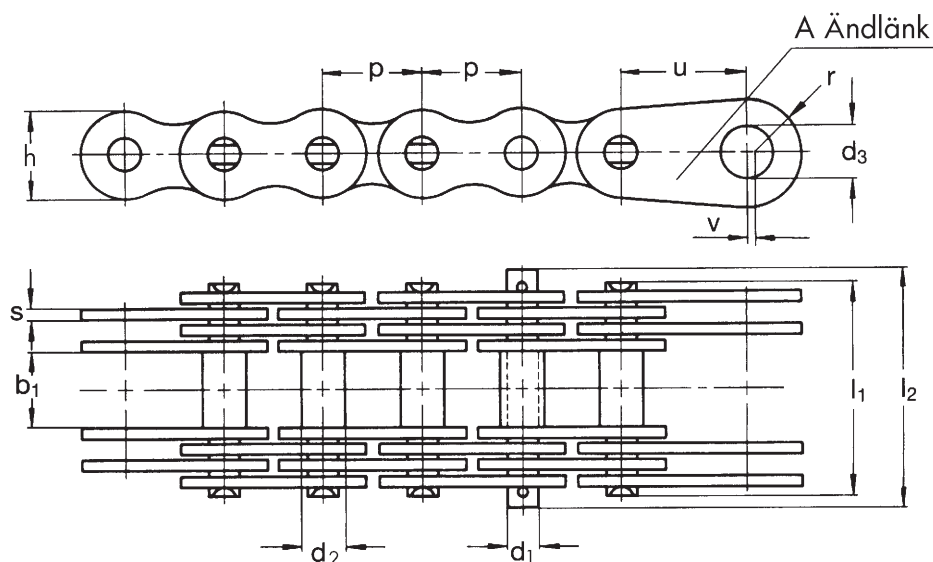 A Ändlänk
p
p
u
r
h
d₃
v
s
b₁
l₁
l₂
d₂
d₁